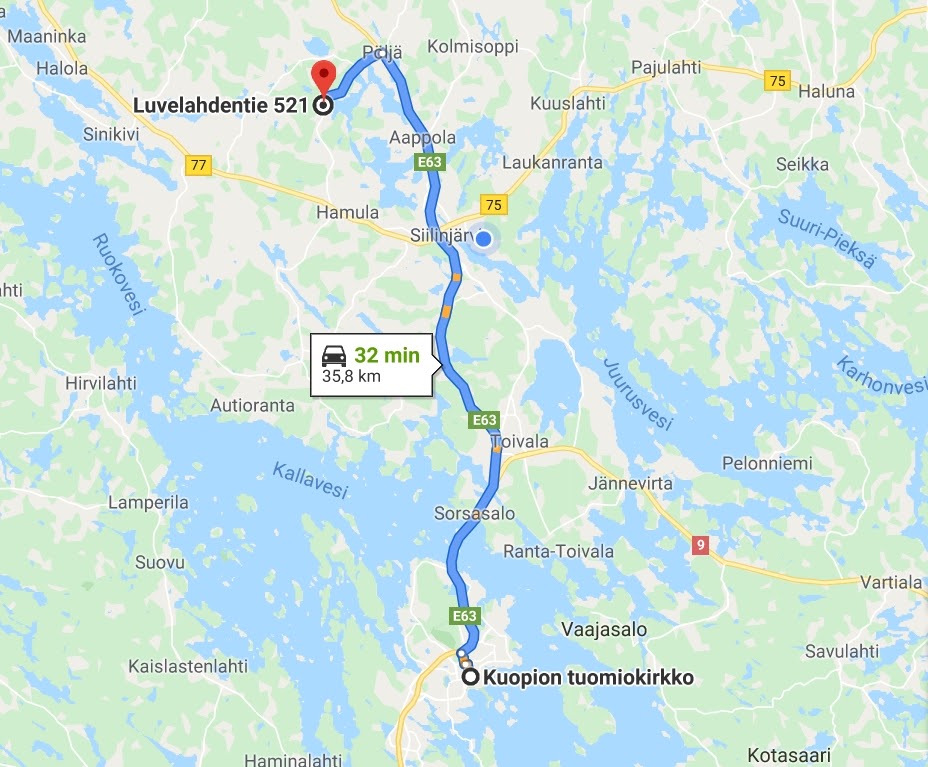 Maaninka
Halola
Pöljä
Kolmisoppi
Pajulahti
75
Haluna
Luvelahdentie 521
Kuuslahti
Sinikivi
Aappola
E63
77
Laukanranta
Seikka
Hamula
75
Siilinjärvi
Suuri-Pieksä
Ruokovesi
ahti
32 min
35,8 km
Hirvilahti
Autioranta
Juurusvesi
Karhonvesi
E63
Toivala
Kallavesi
Pelonniemi
Jännevirta
Lamperila
Sorsasalo
9
Ranta-Toivala
Suovu
Vartiala
E63
Vaajasalo
Savulahti
Kaislastenlahti
Kuopion tuomiokirkko
Kotasaari
Haminalahti